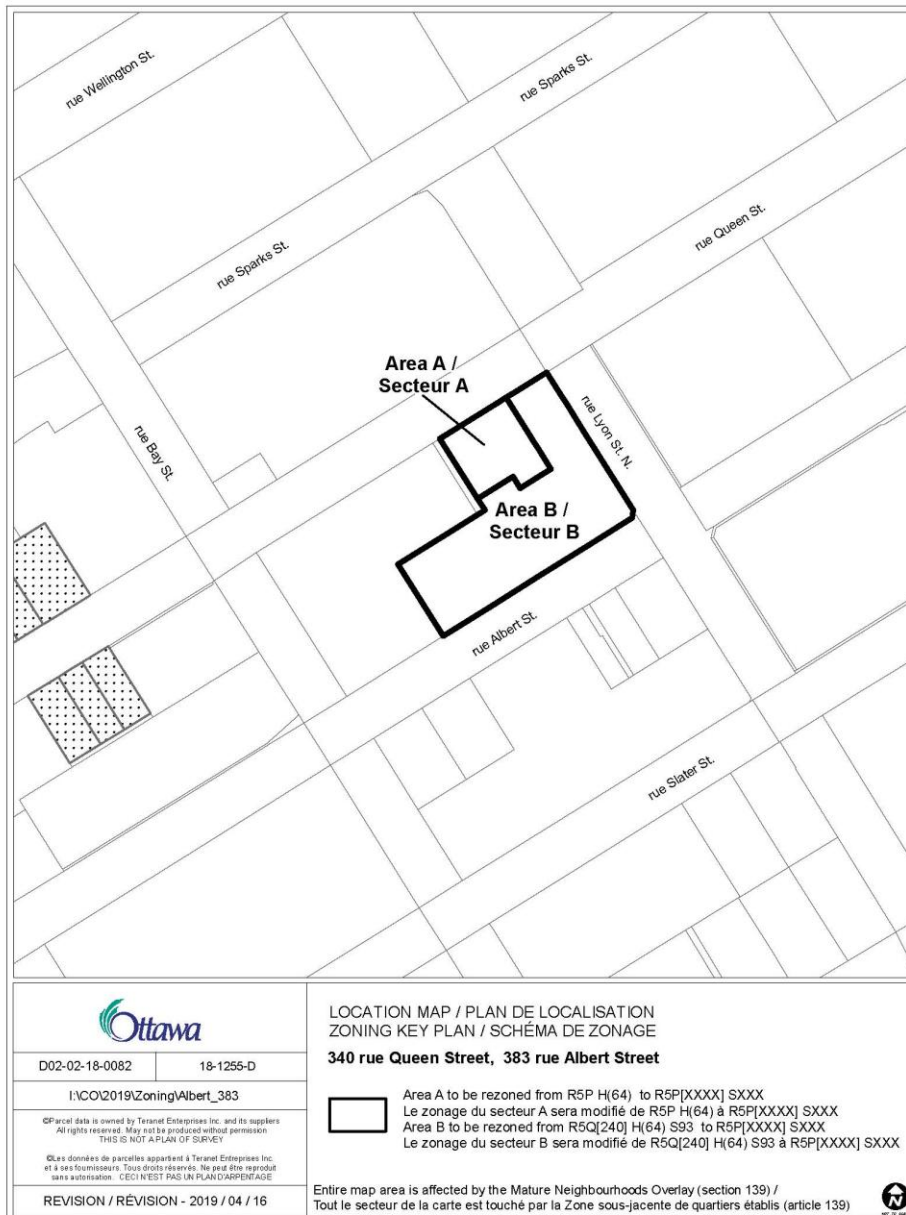 rue Wellington St.
rue Sparks St.
rue Sparks St.
rue Queen St.
Area A /
Secteur A
rue Lyon St. N.
rue Bay St.
Area B /
Secteur B
rue Albert St.
rue Slater St.
Ottawa
D02-02-18-0082
18-1255-D
I:\CO\2019\Zoning\Albert_383
©Parcel data is owned by Teranet Enterprises Inc. and its suppliers
All rights reserved. May not be produced without permission
THIS IS NOT A PLAN OF SURVEY
©Les données de parcelles appartient à Teranet Entreprises Inc.
et à ses fournisseurs. Tous droits réservés. Ne peut être reproduit
sans autorisation. CECI N'EST PAS UN PLAN D'ARPENTAGE
REVISION / RÉVISION - 2019 / 04 / 16
LOCATION MAP / PLAN DE LOCALISATION
ZONING KEY PLAN / SCHÉMA DE ZONAGE
340 rue Queen Street, 383 rue Albert Street
Area A to be rezoned from R5P H(64) to R5P[XXXX] SXXX
Le zonage du secteur A sera modifié de R5P H(64) à R5P[XXXX] SXXX
Area B to be rezoned from R5Q[240] H(64) S93 to R5P[XXXX] SXXX
Le zonage du secteur B sera modifié de R5Q[240] H(64) S93 à R5P[XXXX] SXXX
Entire map area is affected by the Mature Neighbourhoods Overlay (section 139) /
Tout le secteur de la carte est touché par la Zone sous-jacente de quartiers établis (article 139)
N